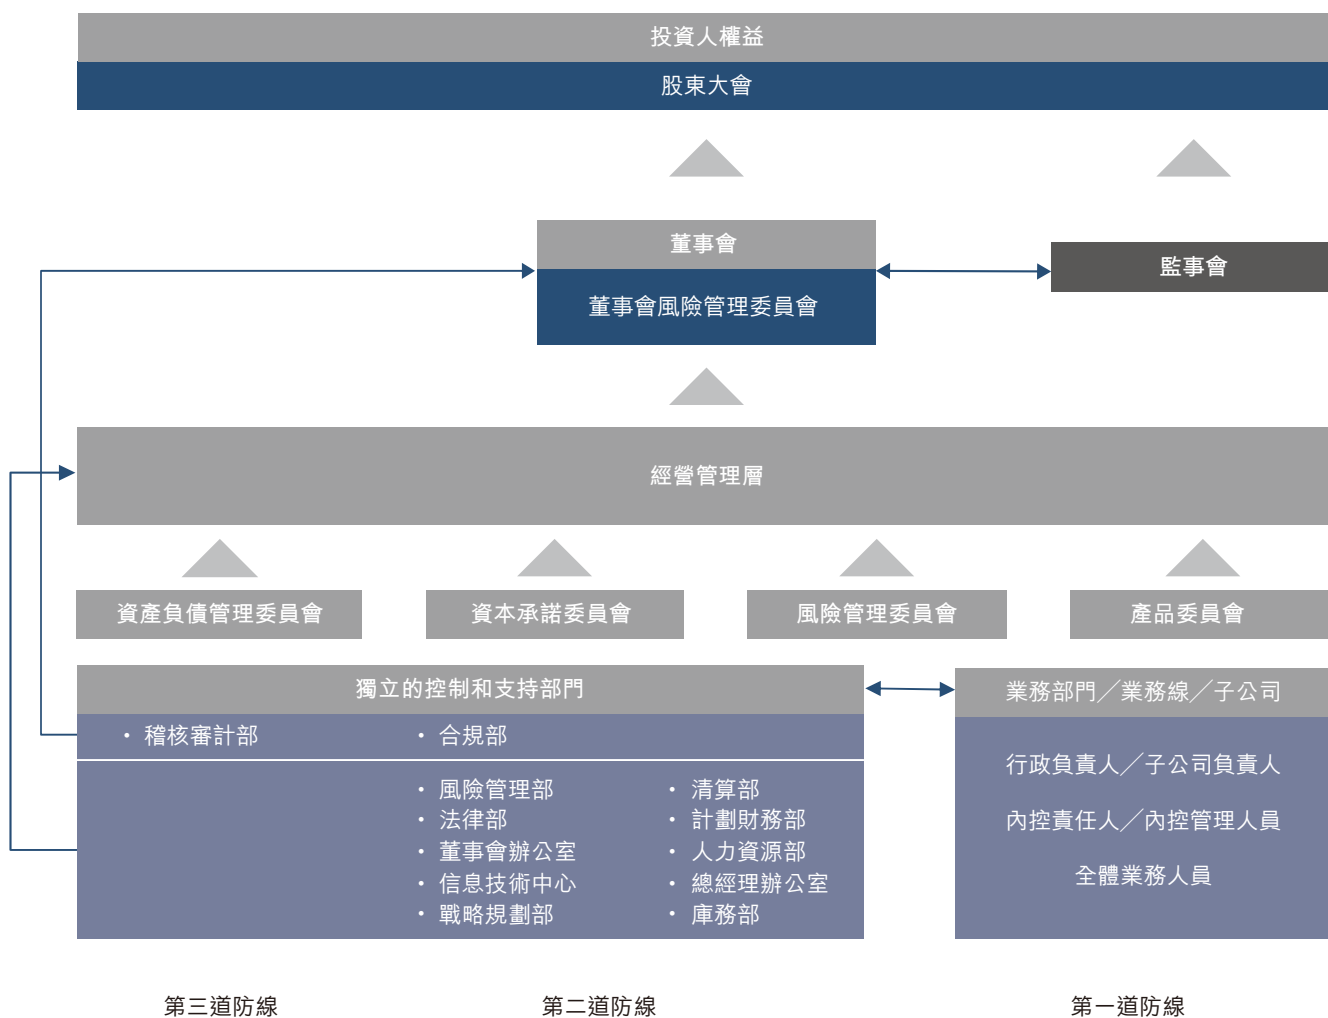 投資人權益
股東大會
董事會
董事會風險管理委員會
監事會
經營管理層
資產負債管理委員會
資本承諾委員會
風險管理委員會
產品委員會
獨立的控制和支持部門
• 稽核審計部
• 合規部
• 風險管理部
• 法律部
• 董事會辦公室
• 信息技術中心
• 戰略規劃部
• 清算部
• 計劃財務部
• 人力資源部
• 總經理辦公室
• 庫務部
業務部門╱業務線╱子公司
行政負責人╱子公司負責人
內控責任人╱內控管理人員
全體業務人員
第三道防線
第二道防線
第一道防線